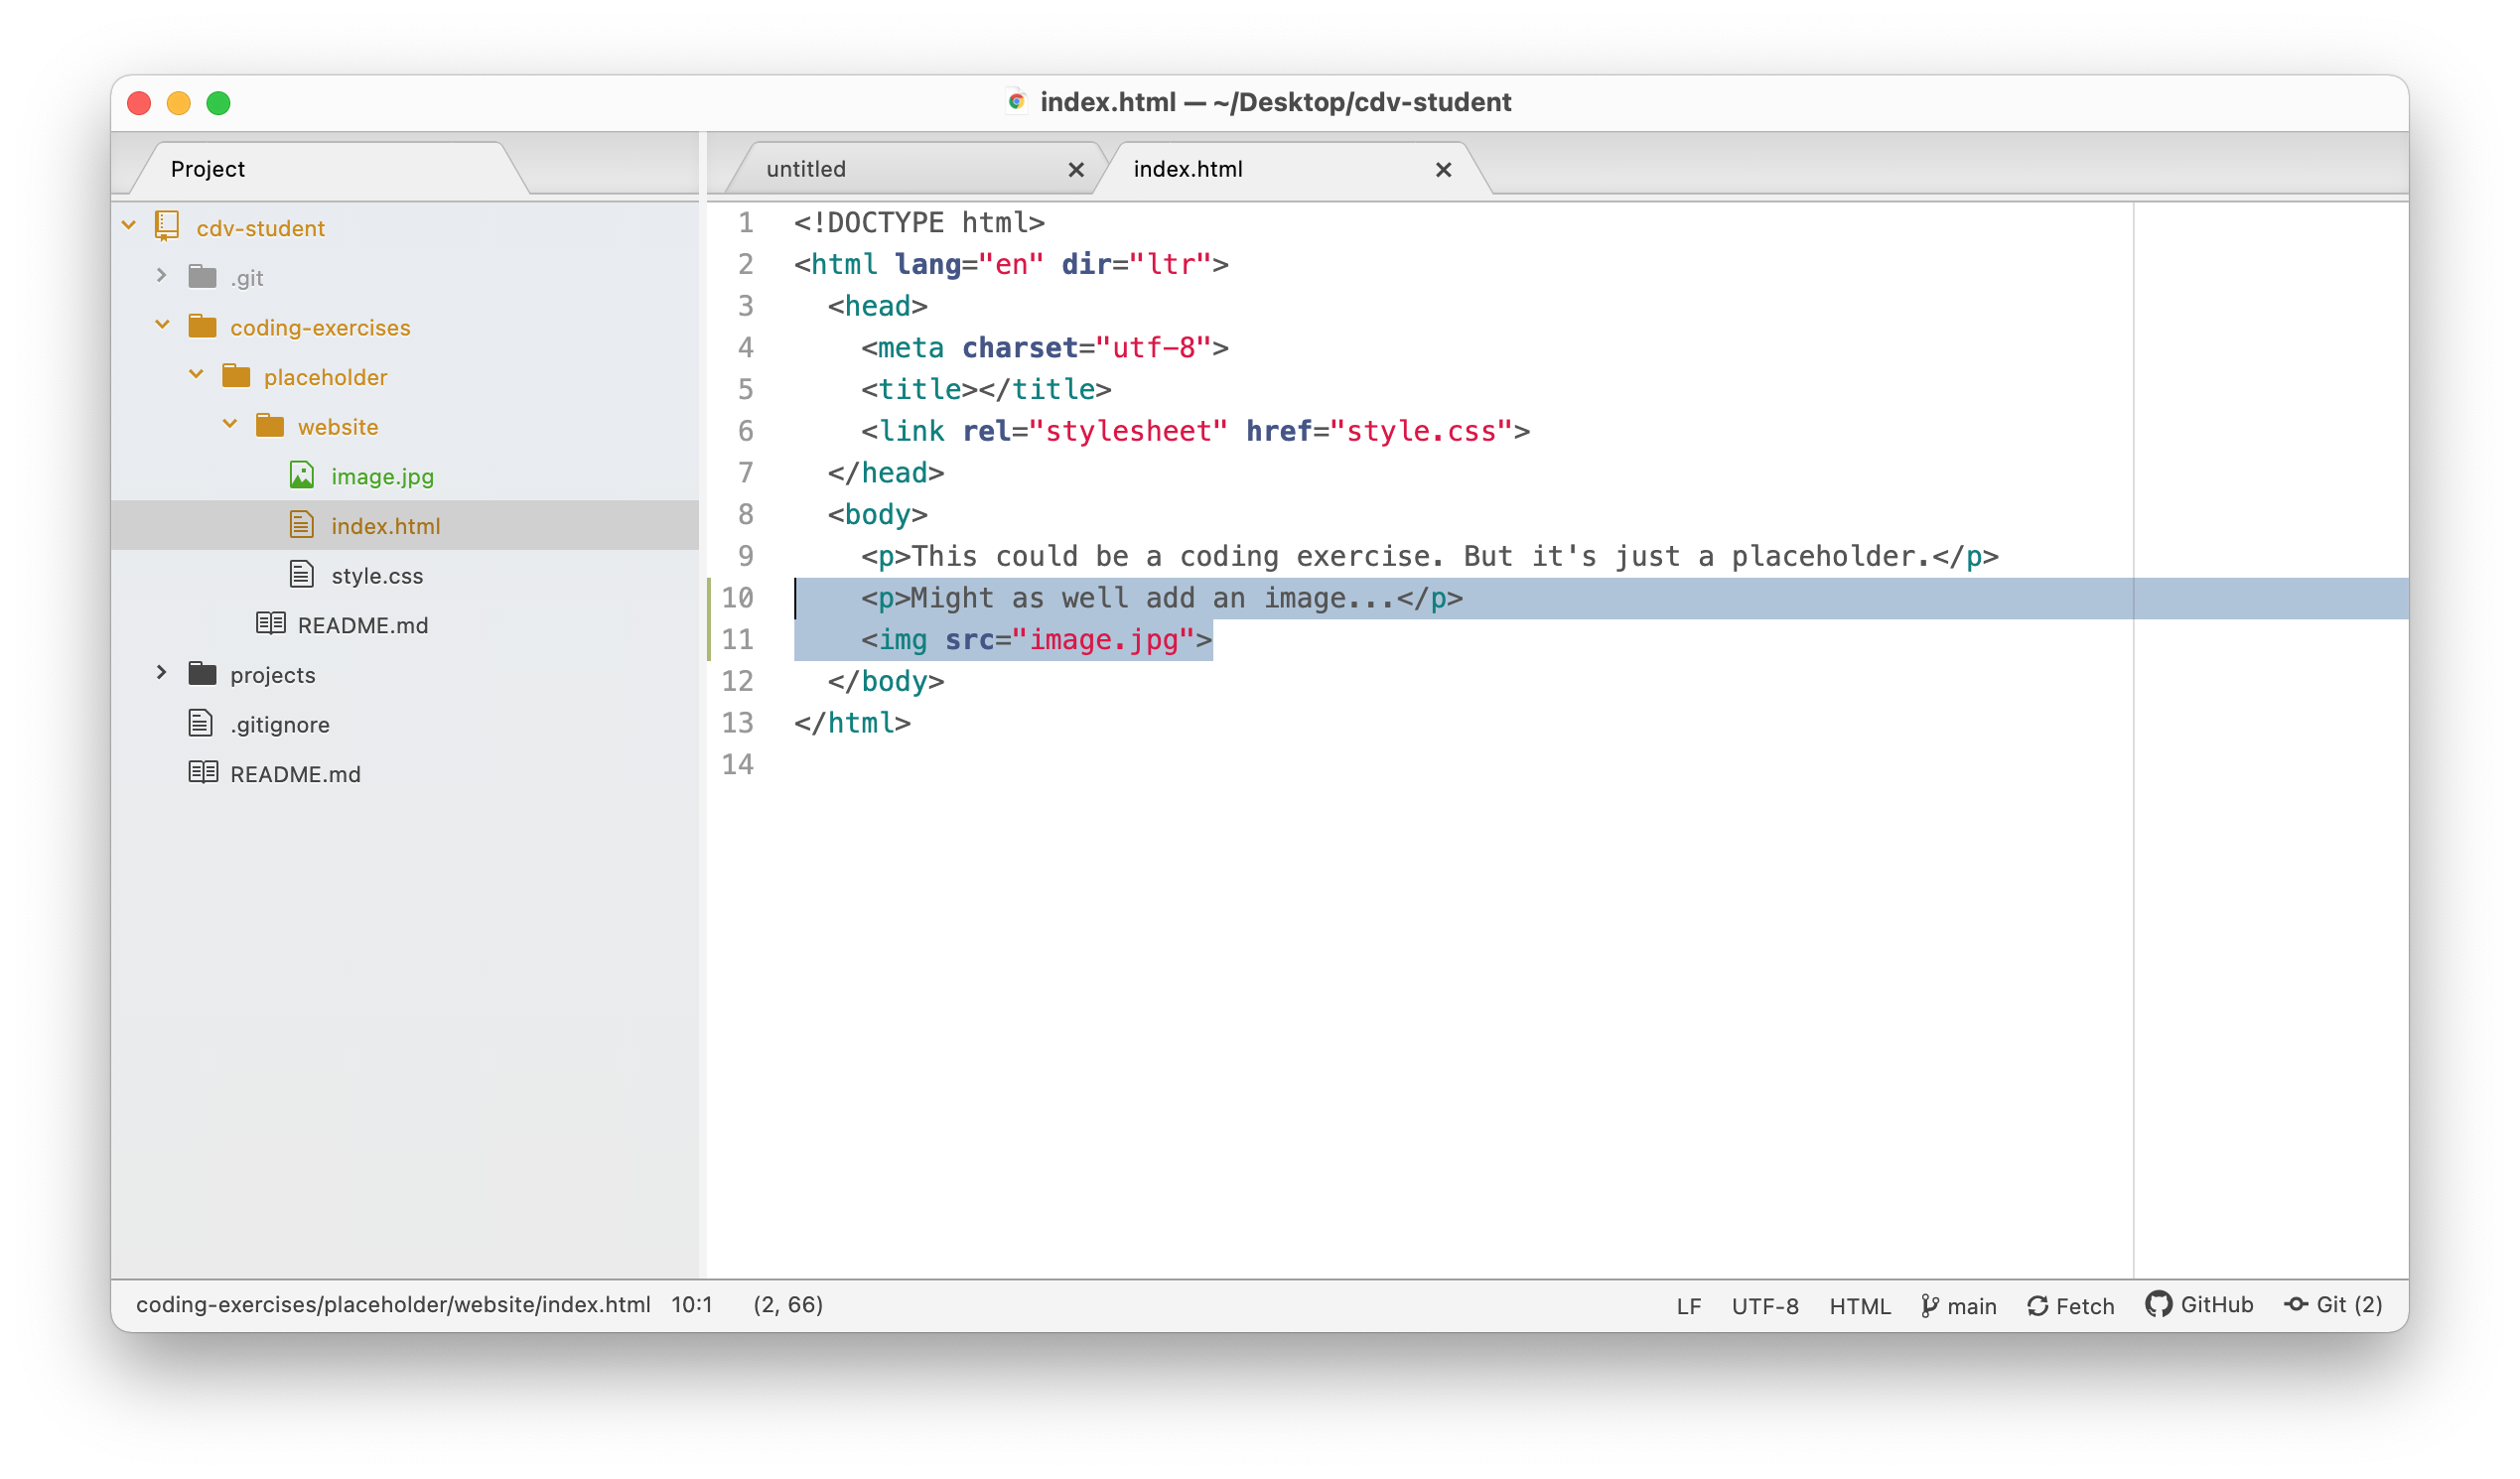 index.html — ~/Desktop/cdv-student
Project
cdv-student
.git
coding-exercises
placeholder
website
image.jpg
index.html
style.css
README.md
projects
.gitignore
README.md
untitled
index.html
1 <!DOCTYPE html>
2 <html lang="en" dir="ltr">
3   <head>
4     <meta charset="utf-8">
5     <title></title>
6     <link rel="stylesheet" href="style.css">
7   </head>
8   <body>
9     <p>This could be a coding exercise. But it's just a placeholder.</p>
10     <p>Might as well add an image...</p>
11     <img src="image.jpg">
12   </body>
13 </html>
14
coding-exercises/placeholder/website/index.html 10:1 (2, 66) LF UTF-8 HTML main Fetch GitHub Git (2)